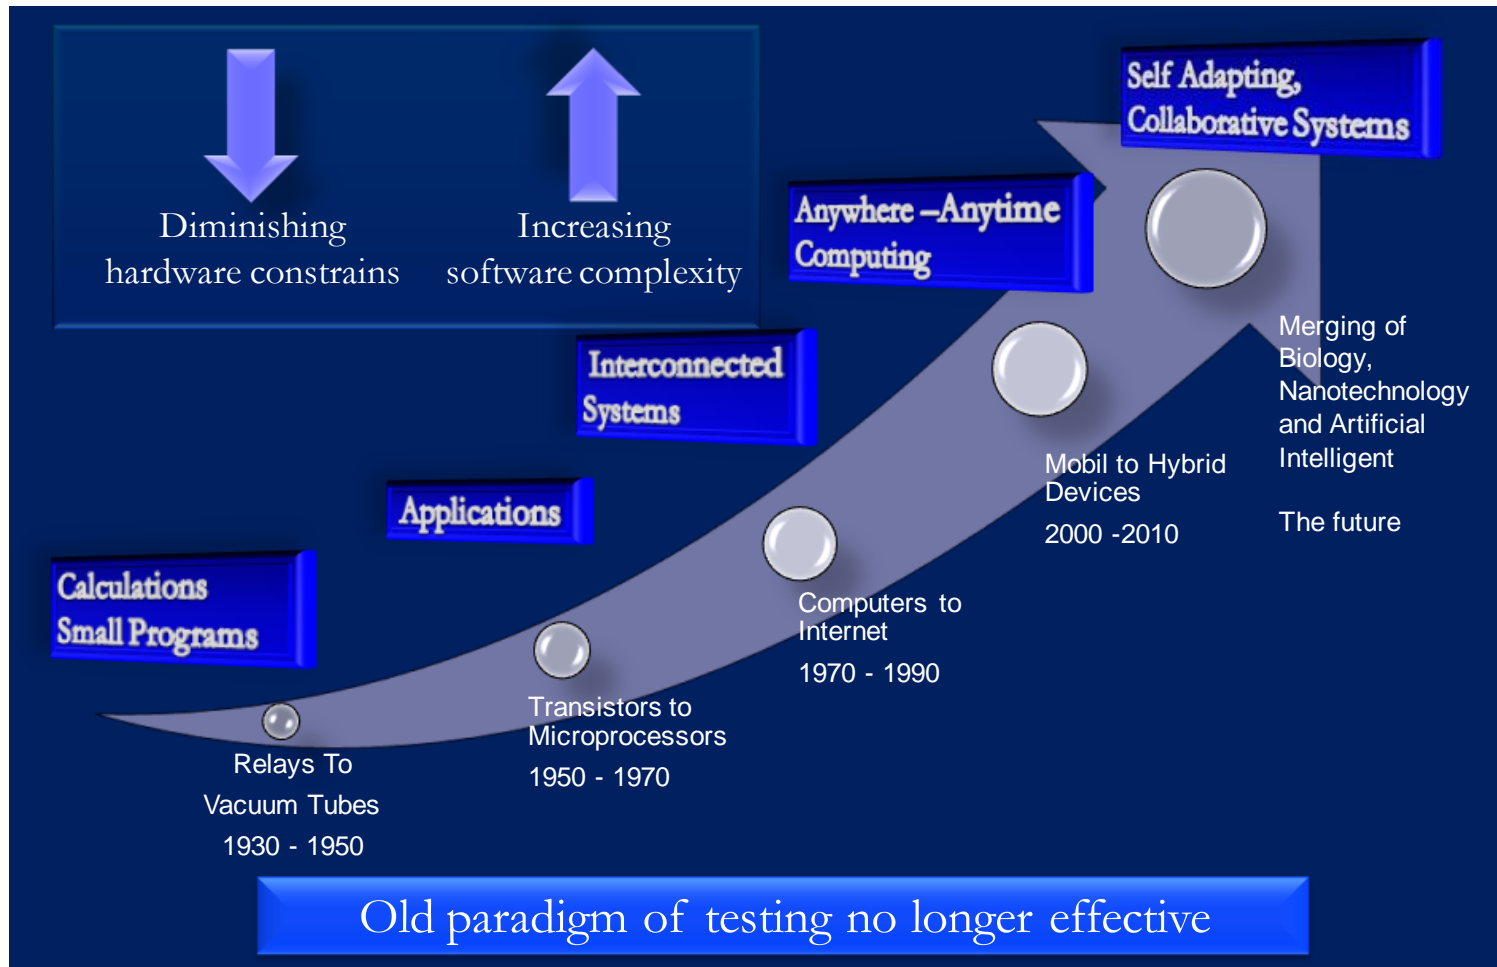 Diminishing
hardware constrains
Increasing
software complexity
Self Adapting,
Collaborative Systems
Anywhere –Anytime
Computing
Interconnected
Systems
Applications
Calculations
Small Programs
Relays To
Vacuum Tubes
1930 - 1950
Transistors to
Microprocessors
1950 - 1970
Computers to
Internet
1970 - 1990
Mobil to Hybrid
Devices
2000 -2010
Merging of
Biology,
Nanotechnology
and Artificial
Intelligent
The future
Old paradigm of testing no longer effective